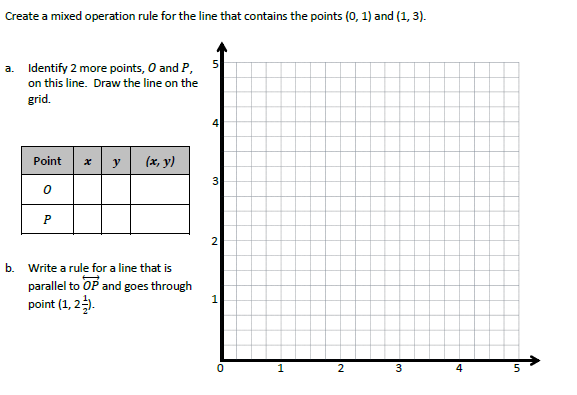 Create a mixed operation rule for the line that contains the points (0, 1) and (1, 3).
a. Identify 2 more points, O and P,
on this line. Draw the line on the
grid.
Point x y (x, y)
O
P
b. Write a rule for a line that is
parallel to OP and goes through
point (1, 2½).
5
4
3
2
1
0 1 2 3 4 5